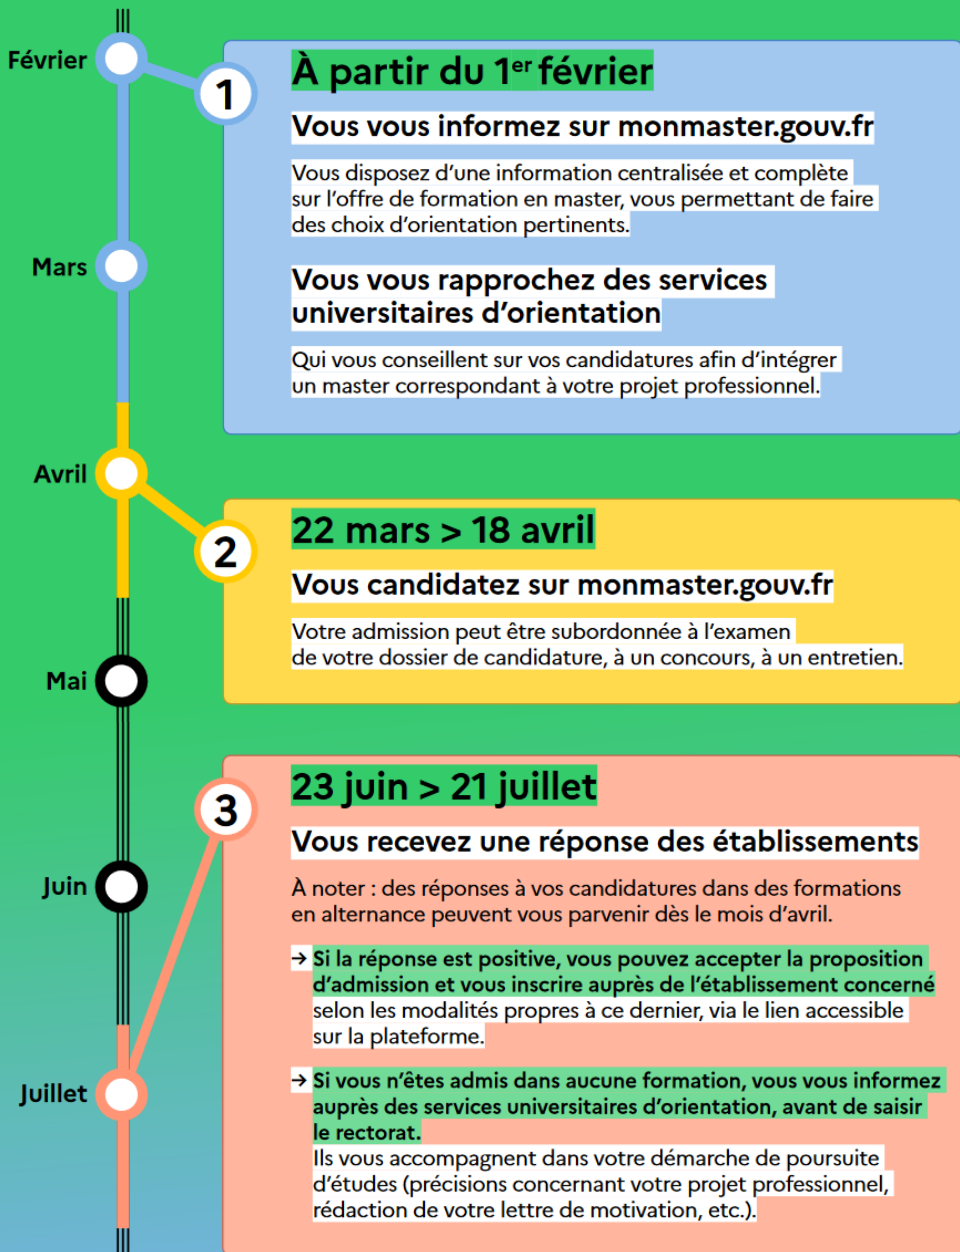 Février
1
À partir du 1er février
Vous vous informez sur monmaster.gouv.fr
Vous disposez d’une information centralisée et complète
sur l’offre de formation en master, vous permettant de faire
des choix d’orientation pertinents.
Mars
Vous vous rapprochez des services
universitaires d’orientation
Qui vous conseillent sur vos candidatures afin d’intégrer
un master correspondant à votre projet professionnel.
Avril
2
22 mars > 18 avril
Vous candidatez sur monmaster.gouv.fr
Votre admission peut être subordonnée à l’examen
de votre dossier de candidature, à un concours, à un entretien.
Mai
3
23 juin > 21 juillet
Vous recevez une réponse des établissements
Juin
À noter : des réponses à vos candidatures dans des formations
en alternance peuvent vous parvenir dès le mois d’avril.
→ Si la réponse est positive, vous pouvez accepter la proposition
d’admission et vous inscrire auprès de l’établissement concerné
selon les modalités propres à ce dernier, via le lien accessible
sur la plateforme.
Juillet
→ Si vous n’êtes admis dans aucune formation, vous vous informez
auprès des services universitaires d’orientation, avant de saisir
le rectorat.
Ils vous accompagnent dans votre démarche de poursuite
d’études (précisions concernant votre projet professionnel,
rédaction de votre lettre de motivation, etc.).